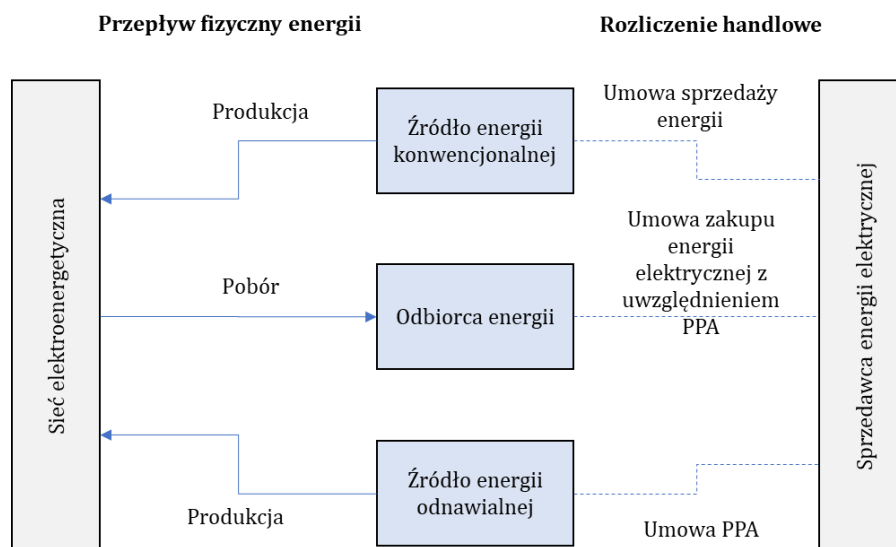 Przepływ fizyczny energii
Rozliczenie handlowe
Sieć elektroenergetyczna
Produkcja
Źródło energii
konwencjonalnej
Umowa sprzedaży
energii
Pobór
Odbiorca energii
Umowa zakupu
energii
elektrycznej z
uwzględnieniem
PPA
Produkcja
Źródło energii
odnawialnej
Umowa PPA
Sprzedawca energii elektrycznej